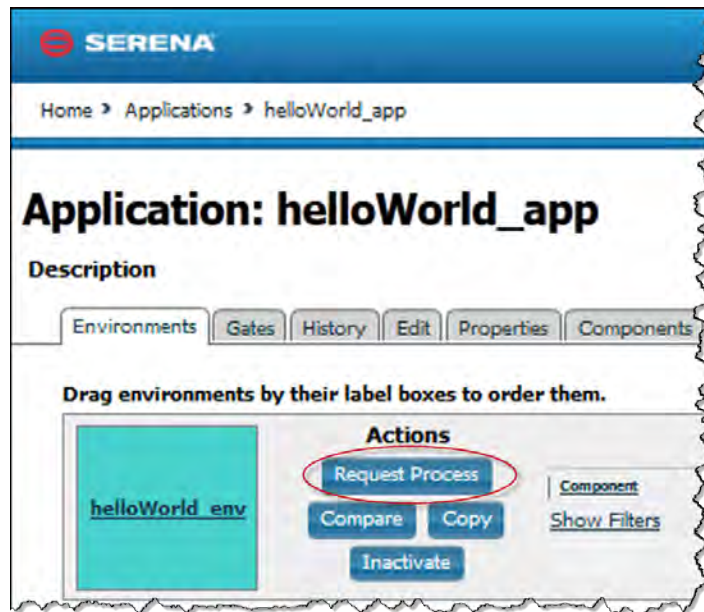 SERENA
Home > Applications > helloWorld_app
Application: helloWorld_app
Description
Environments Gates History Edit Properties Components
Drag environments by their label boxes to order them.
Actions
helloWorld_env
Request Process
Compare Copy
Inactivate
Component
Show Filters